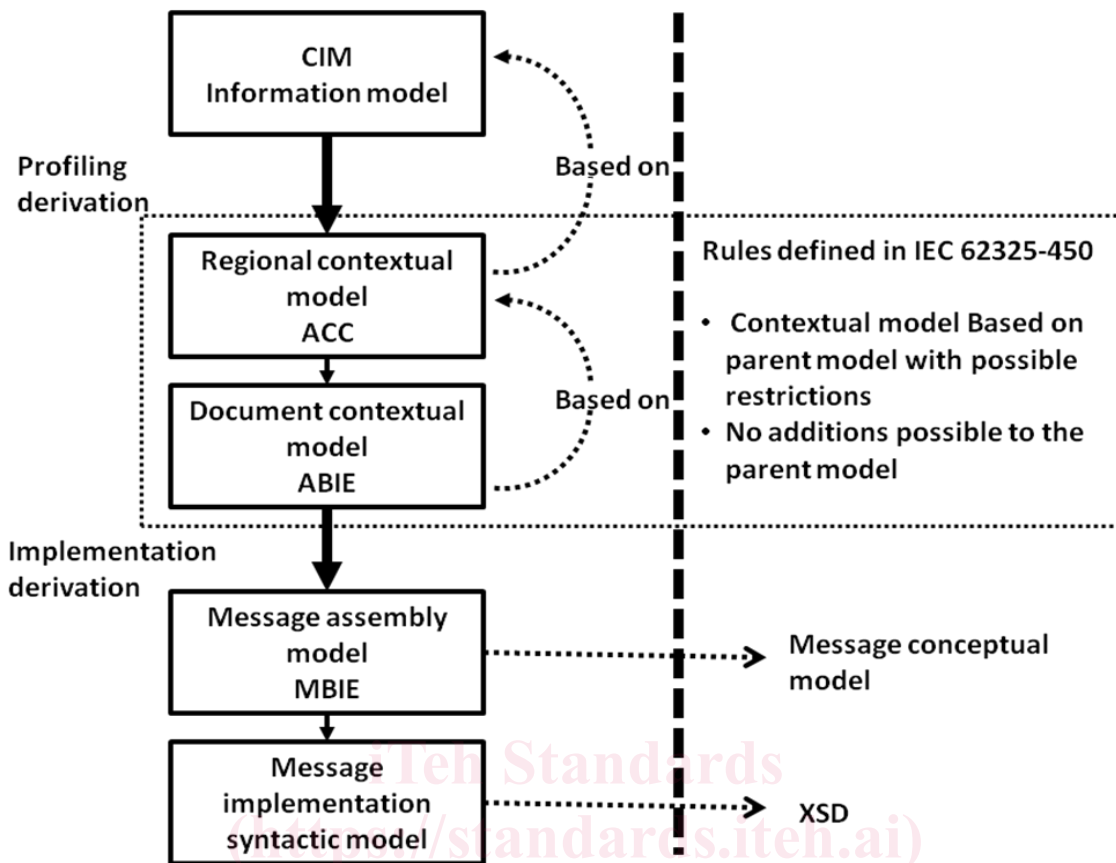 CIM
Information model
Profiling
derivation
Based on
Regional contextual
model
ACC
Rules defined in IEC 62325-450
• Contextual model Based on
parent model with possible
restrictions
• No additions possible to the
parent model
Document contextual
model
ABIE
Based on
Implementation
derivation
Message assembly
model
MBIE
Message conceptual
model
Message
implementation
syntactic model
XSD
iTeh Standards
(https://standards.iteh.ai)